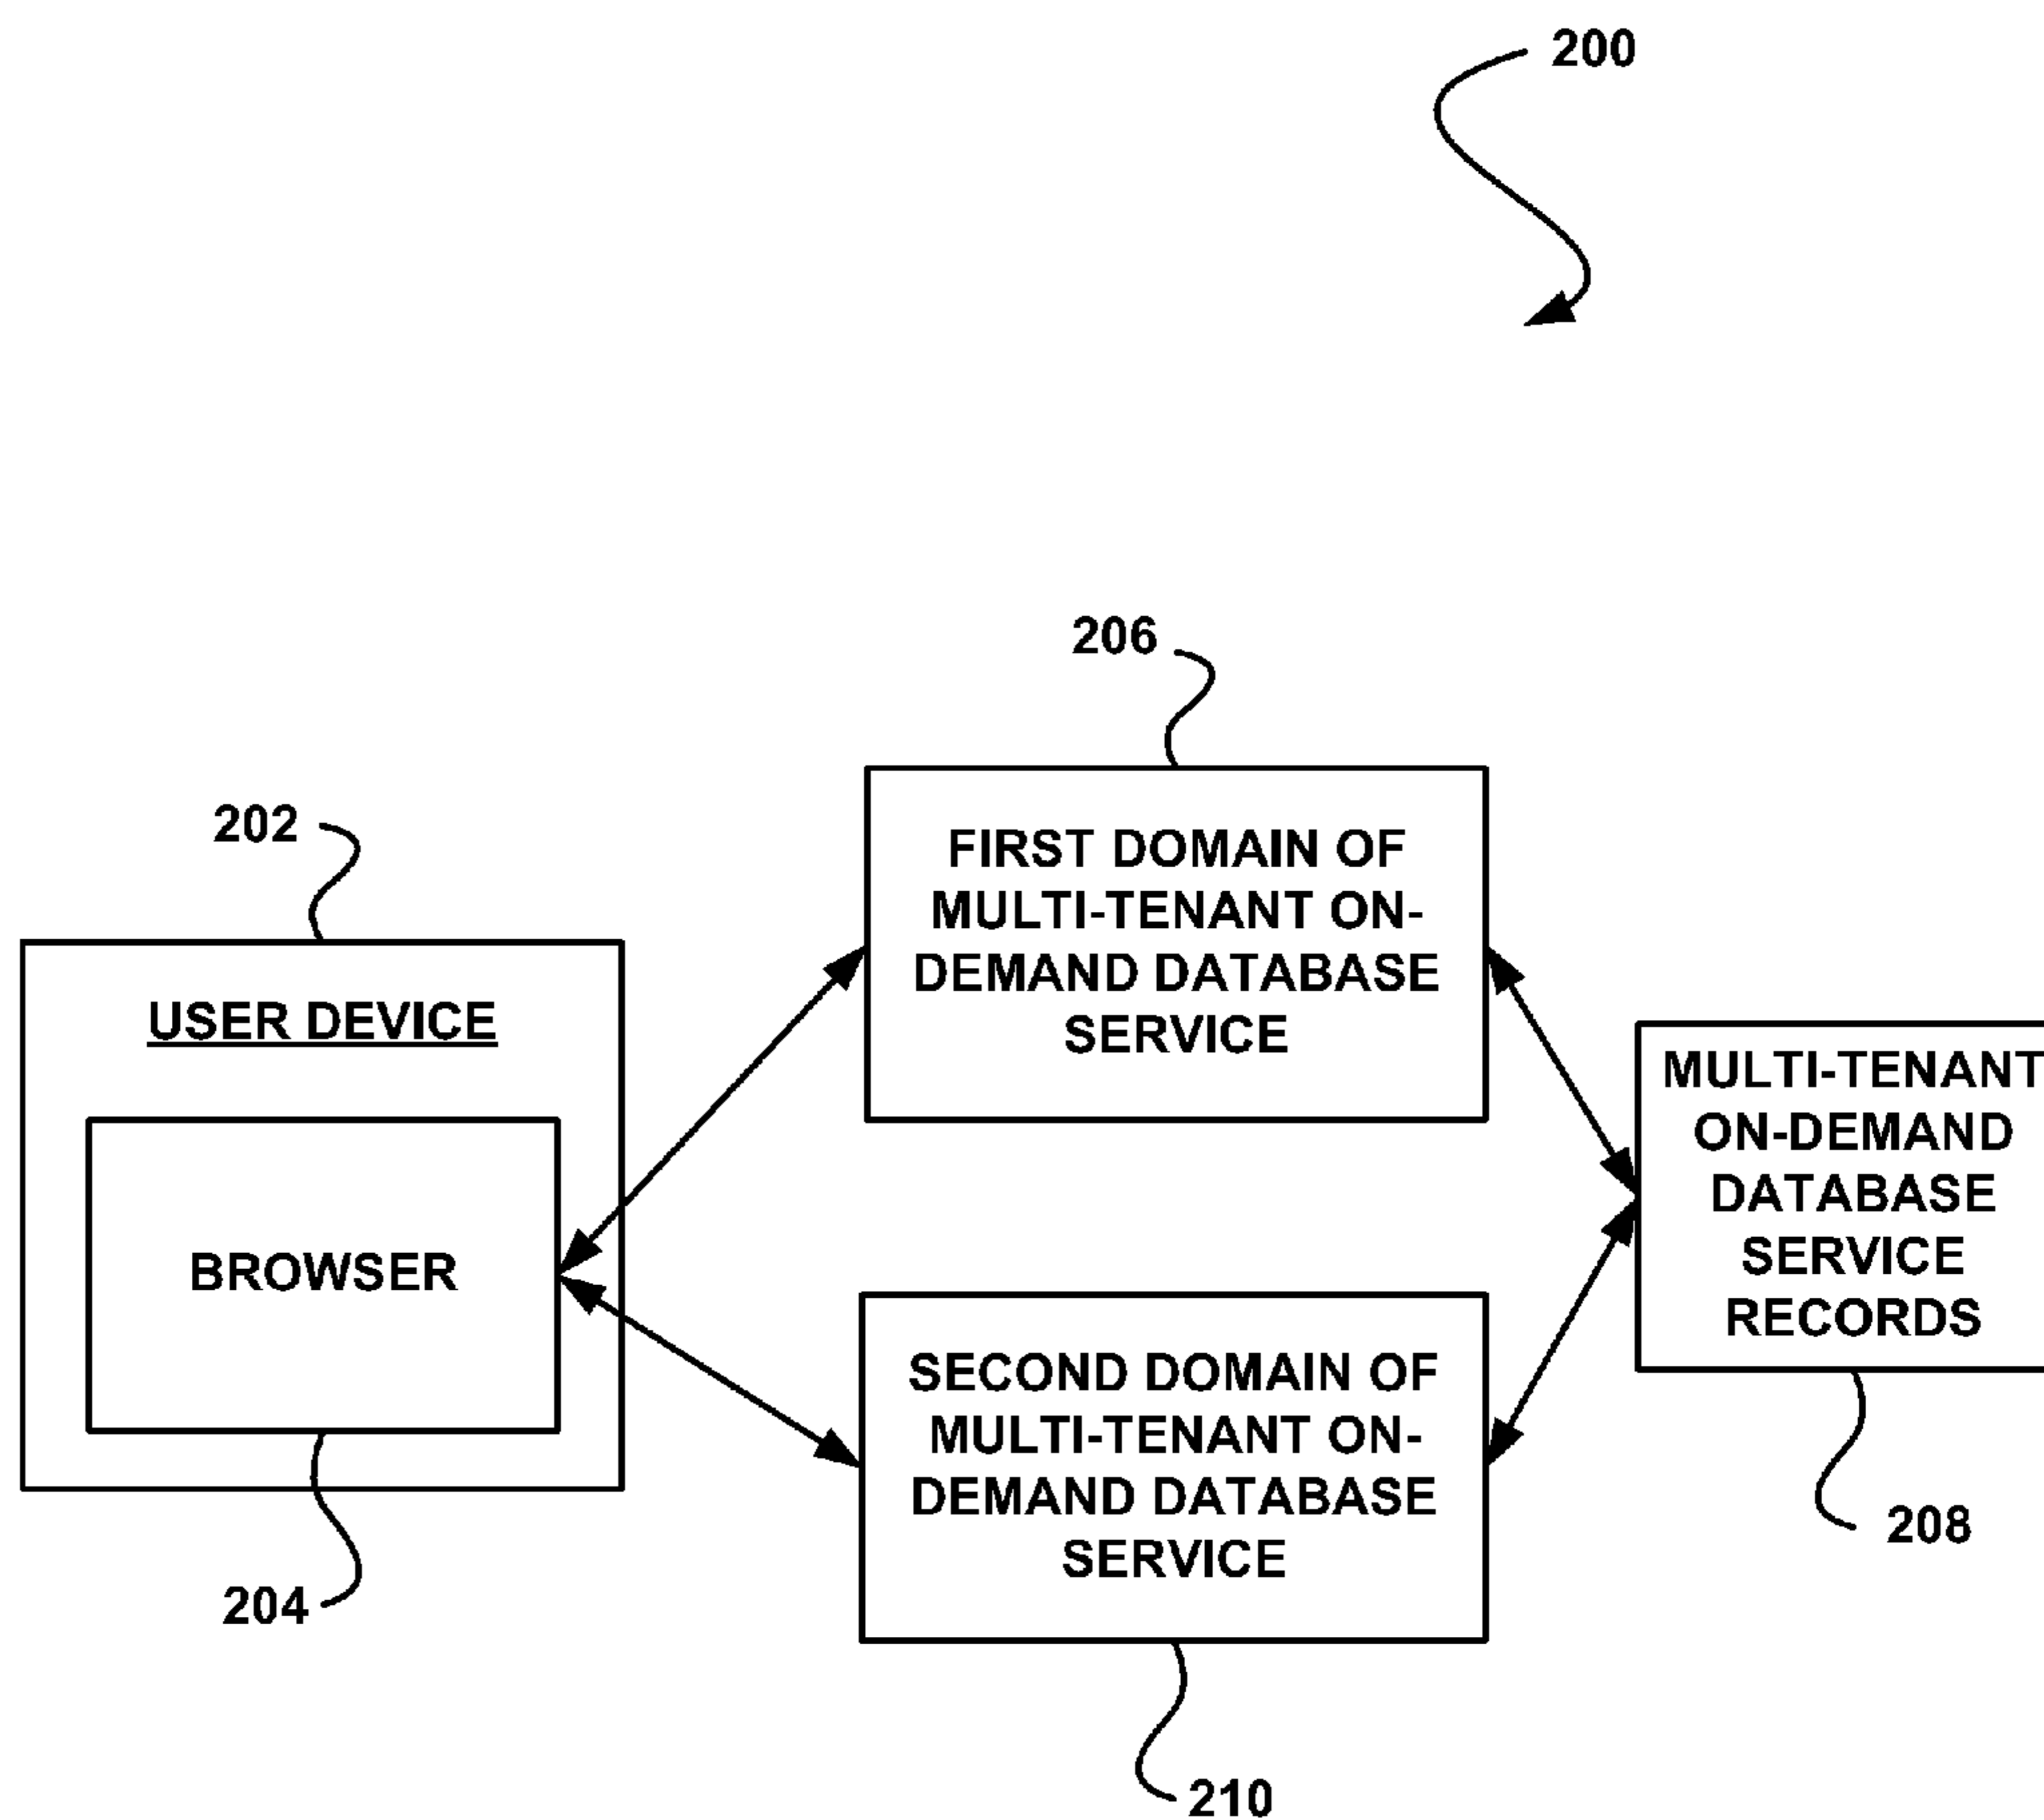 200
206
202
FIRST DOMAIN OF
MULTI-TENANT ON-
DEMAND DATABASE
SERVICE
USER DEVICE
BROWSER
MULTI-TENANT
ON-DEMAND
DATABASE
SERVICE
RECORDS
SECOND DOMAIN OF
MULTI-TENANT ON-
DEMAND DATABASE
SERVICE
208
204
210